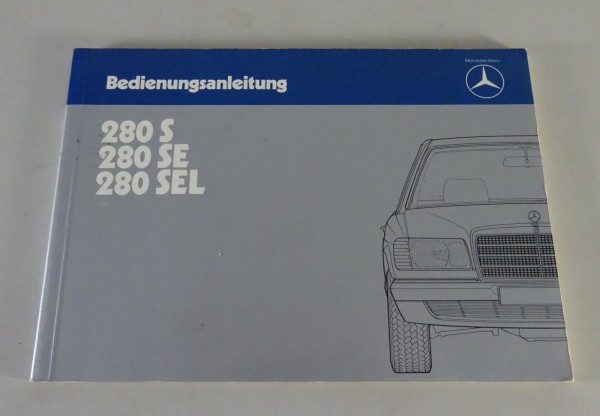 Mercedes-Benz
Bedienungsanleitung
280 S
280 SE
280 SEL